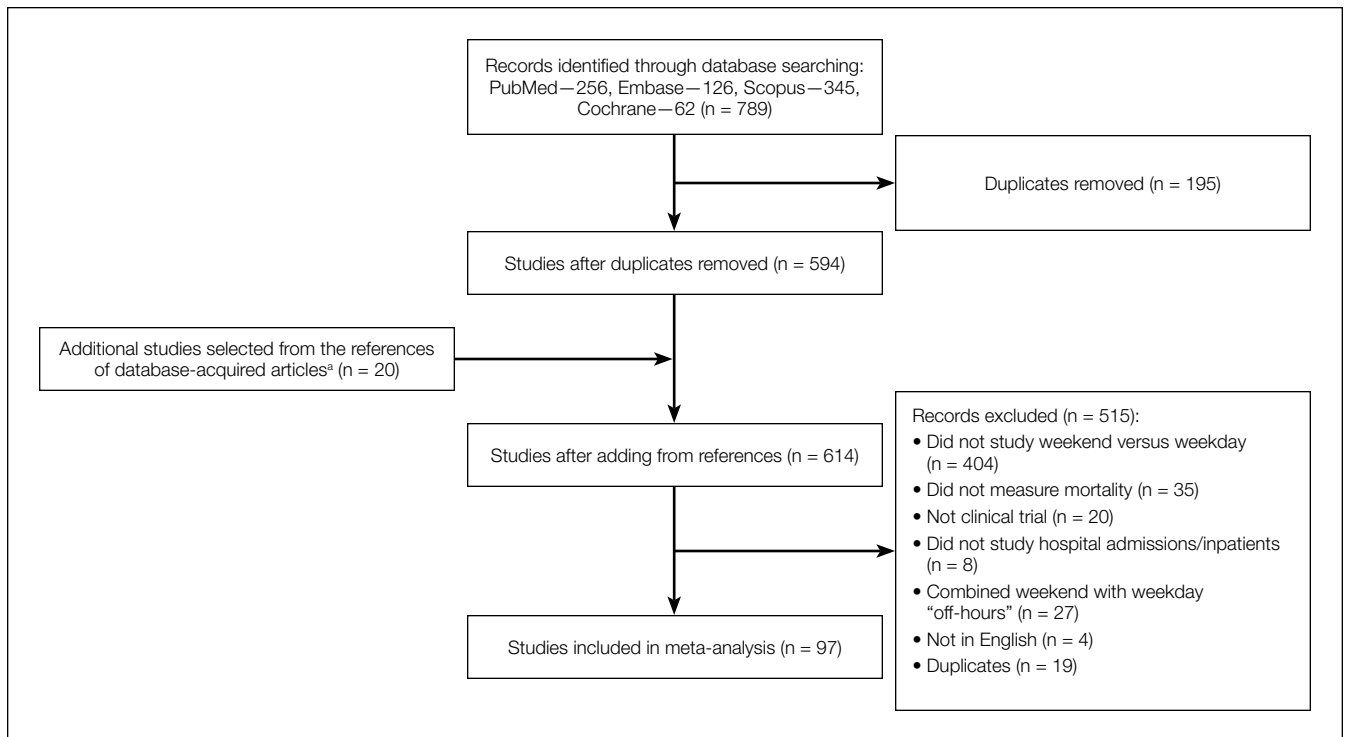 Records identified through database searching:
PubMed—256, Embase—126, Scopus—345,
Cochrane—62 (n = 789)
Duplicates removed (n = 195)
Studies after duplicates removed (n = 594)
Additional studies selected from the references
of database-acquired articlesᵃ (n = 20)
Studies after adding from references (n = 614)
Records excluded (n = 515):
• Did not study weekend versus weekday
(n = 404)
• Did not measure mortality (n = 35)
• Not clinical trial (n = 20)
• Did not study hospital admissions/inpatients
(n = 8)
• Combined weekend with weekday
“off-hours” (n = 27)
• Not in English (n = 4)
• Duplicates (n = 19)
Studies included in meta-analysis (n = 97)